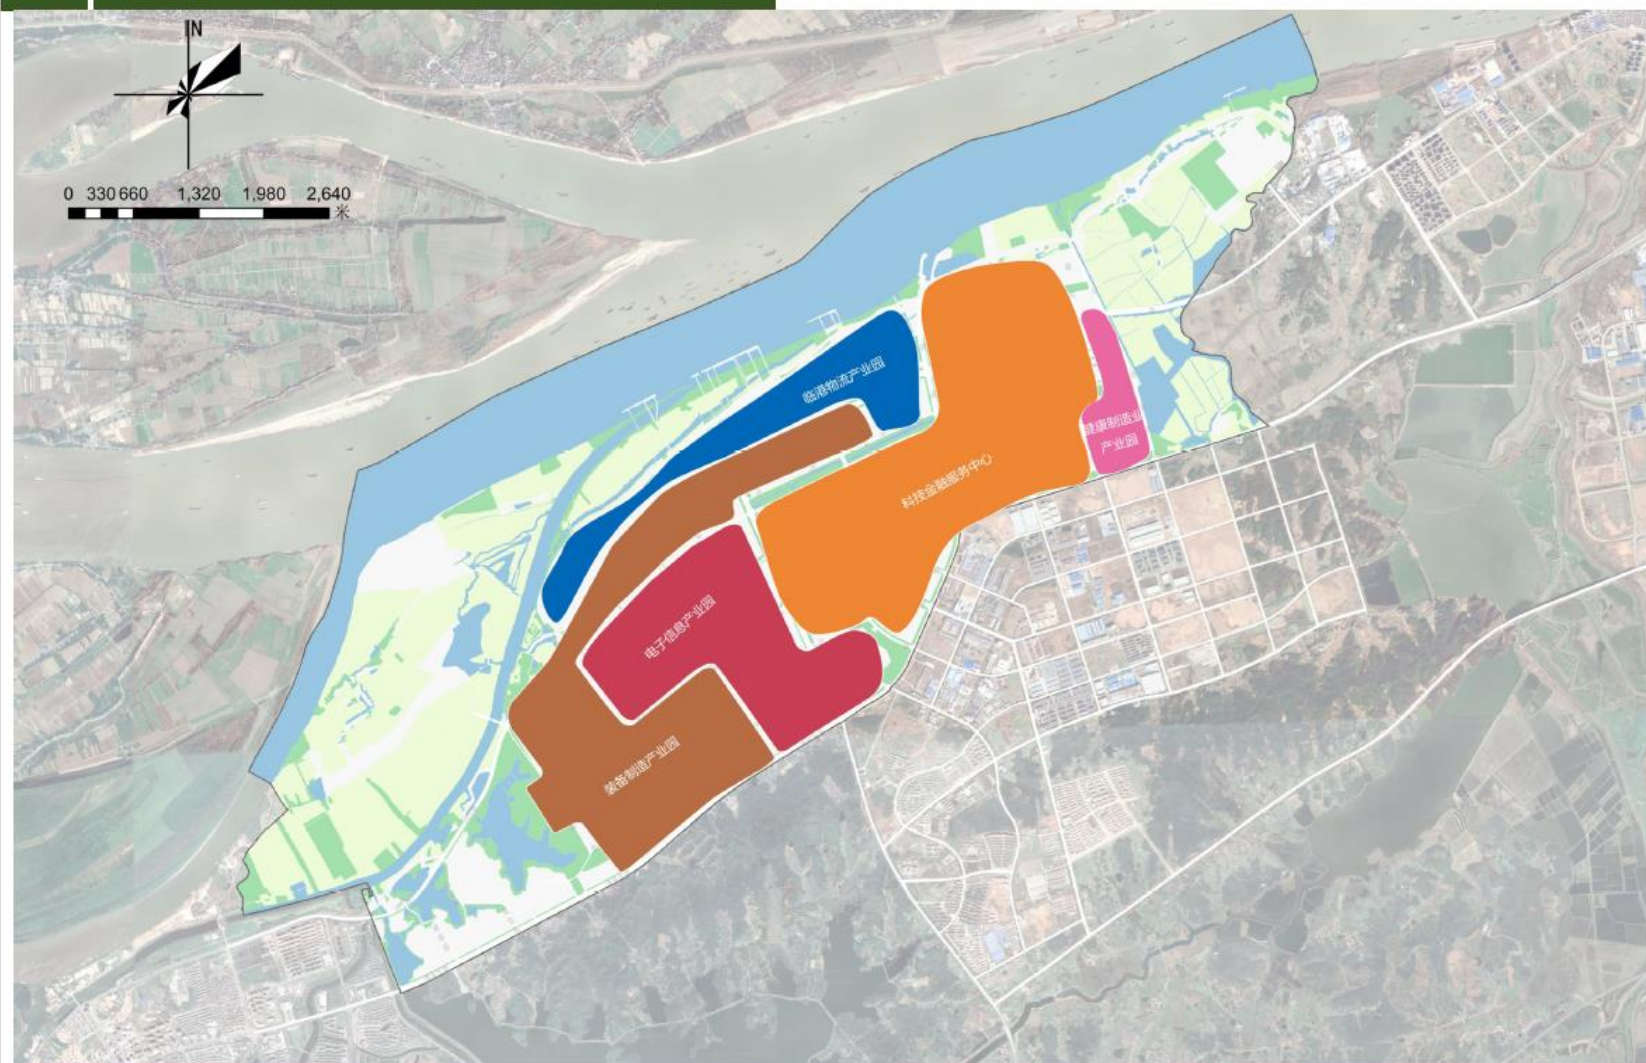 N
0 330 660 1,320 1,980 2,640
米
临港物流产业园
健康制造业
产业园
科技金融服务中心
电子信息产业园
装备制造产业园